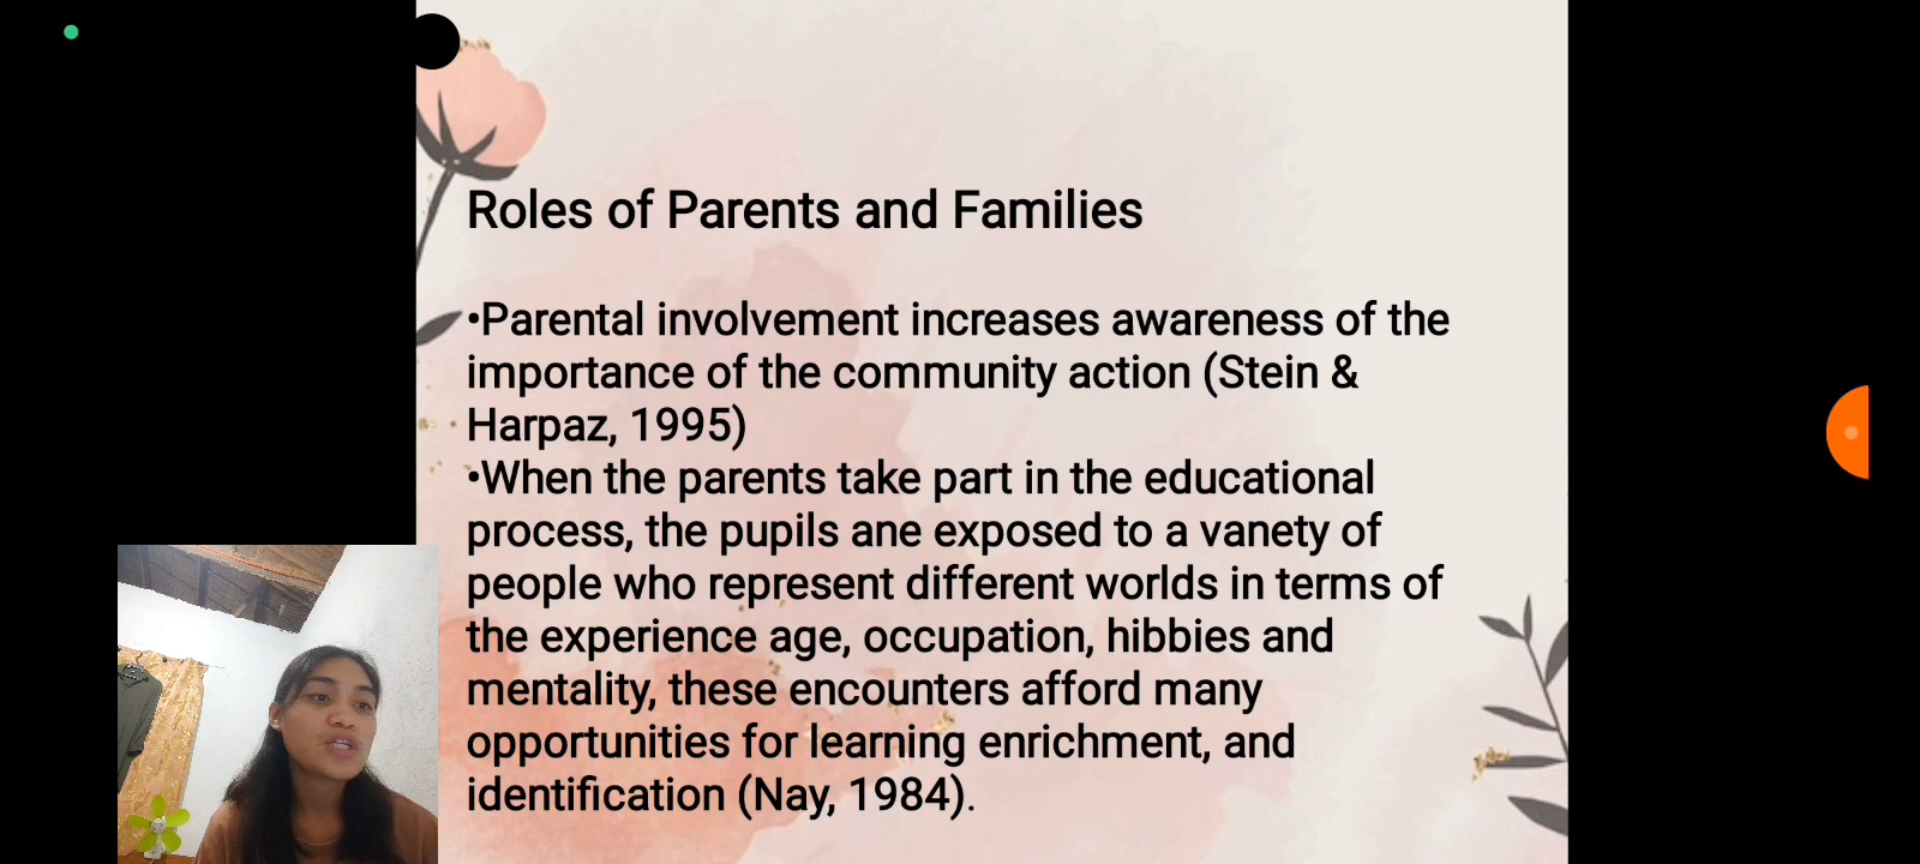 Roles of Parents and Families
•Parental involvement increases awareness of the
importance of the community action (Stein &
Harpaz, 1995)
•When the parents take part in the educational
process, the pupils ane exposed to a vanety of
people who represent different worlds in terms of
the experience age, occupation, hibbies and
mentality, these encounters afford many
opportunities for learning enrichment, and
identification (Nay, 1984).